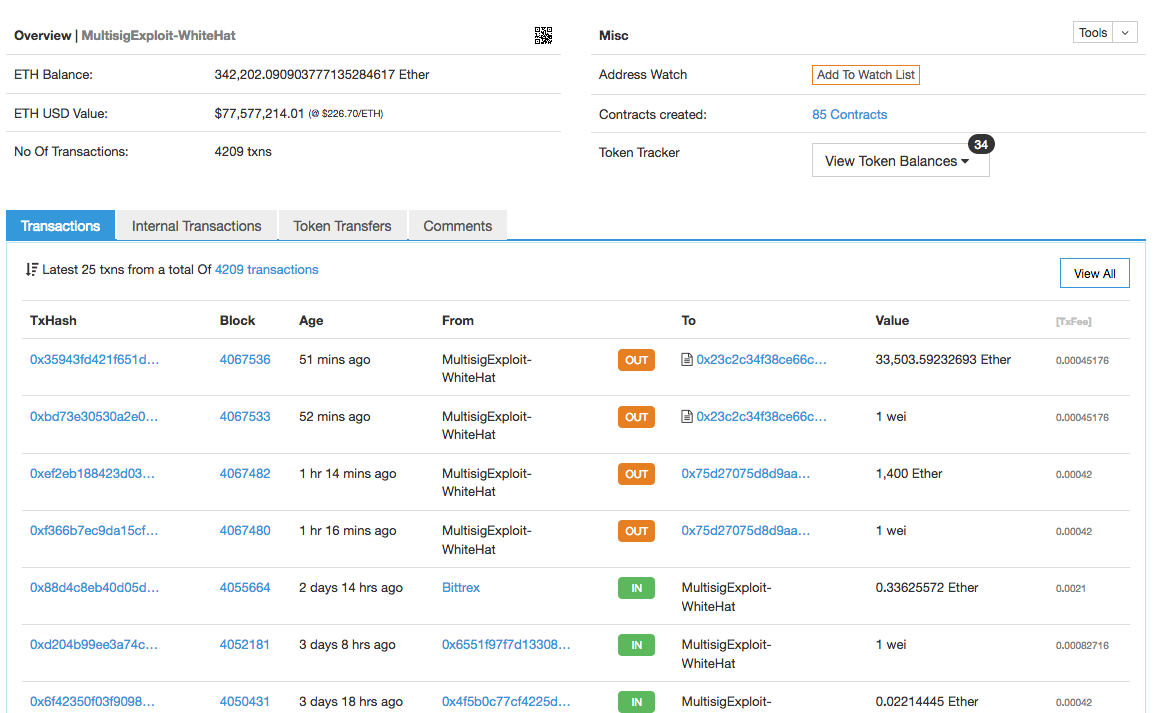 Overview | MultisigExploit-WhiteHat
ETH Balance: 342,202.090903777135284617 Ether
ETH USD Value: $77,577,214.01 (@ $226.70/ETH)
No Of Transactions: 4209 txns
Misc Tools
Address Watch Add To Watch List
Contracts created: 85 Contracts
Token Tracker View Token Balances 34
Transactions Internal Transactions Token Transfers Comments
Latest 25 txns from a total Of 4209 transactions View All
TxHash Block Age From To Value [TxFee]
0x35943fd421f651d... 4067536 51 mins ago MultisigExploit- OUT 0x23c2c34f38ce66c... 33,503.59232693 Ether 0.00045176
WhiteHat
0xbd73e30530a2e0... 4067533 52 mins ago MultisigExploit- OUT 0x23c2c34f38ce66c... 1 wei 0.00045176
WhiteHat
0xef2eb188423d03... 4067482 1 hr 14 mins ago MultisigExploit- OUT 0x75d27075d8d9aa... 1,400 Ether 0.00042
WhiteHat
0xf366b7ec9da15cf... 4067480 1 hr 16 mins ago MultisigExploit- OUT 0x75d27075d8d9aa... 1 wei 0.00042
WhiteHat
0x88d4c8eb40d05d... 4055664 2 days 14 hrs ago Bittrex IN MultisigExploit- 0.33625572 Ether 0.0021
WhiteHat
0xd204b99ee3a74c... 4052181 3 days 8 hrs ago 0x6551f97f7d13308... IN MultisigExploit- 1 wei 0.00082716
WhiteHat
0x6f42350f03f9098... 4050431 3 days 18 hrs ago 0x4f5b0c77cf4225d... IN MultisigExploit- 0.02214445 Ether 0.00042